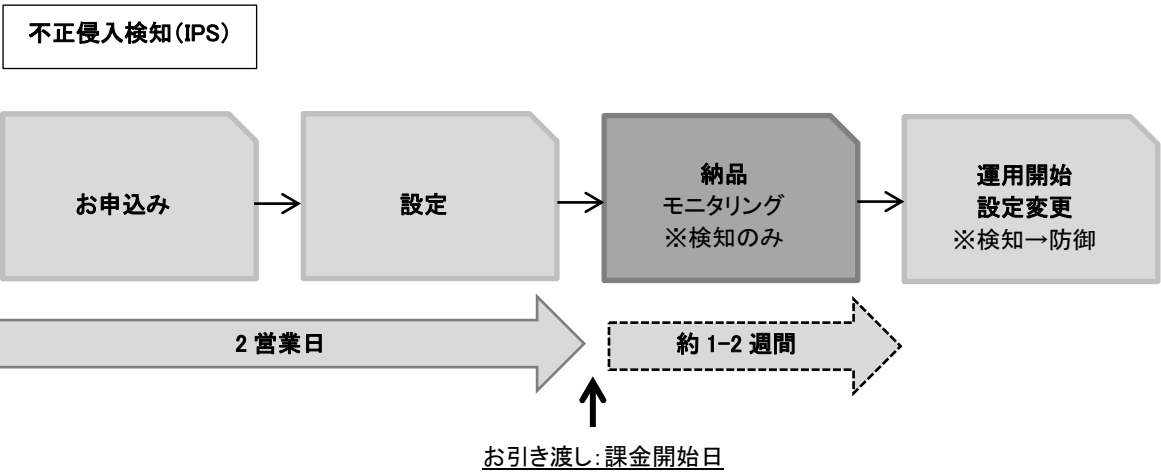 不正侵入検知(IPS)
お申込み
設定
納品
モニタリング
※検知のみ
運用開始
設定変更
※検知→防御
2 営業日
約 1-2 週間
お引き渡し:課金開始日